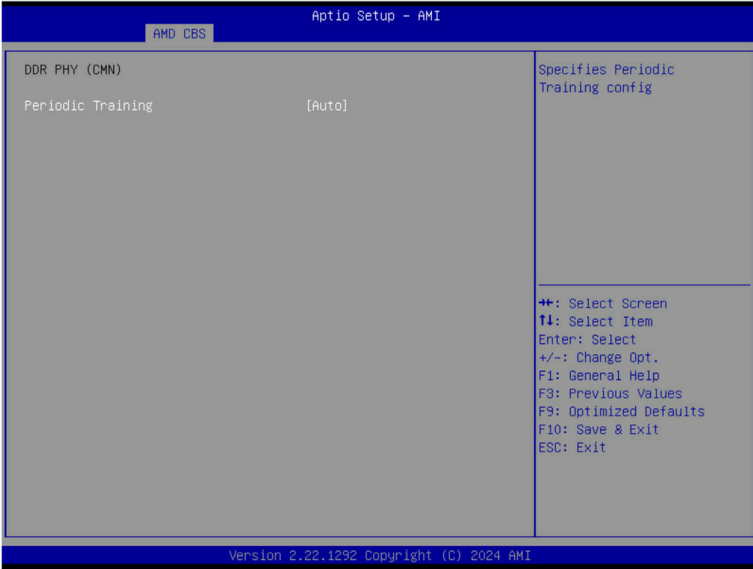 Aptio Setup – AMI
AMD CBS
DDR PHY (CMN)
Periodic Training [Auto]
Specifies Periodic
Training config
→←: Select Screen
↑↓: Select Item
Enter: Select
+/-: Change Opt.
F1: General Help
F3: Previous Values
F9: Optimized Defaults
F10: Save & Exit
ESC: Exit
Version 2.22.1292 Copyright (C) 2024 AMI